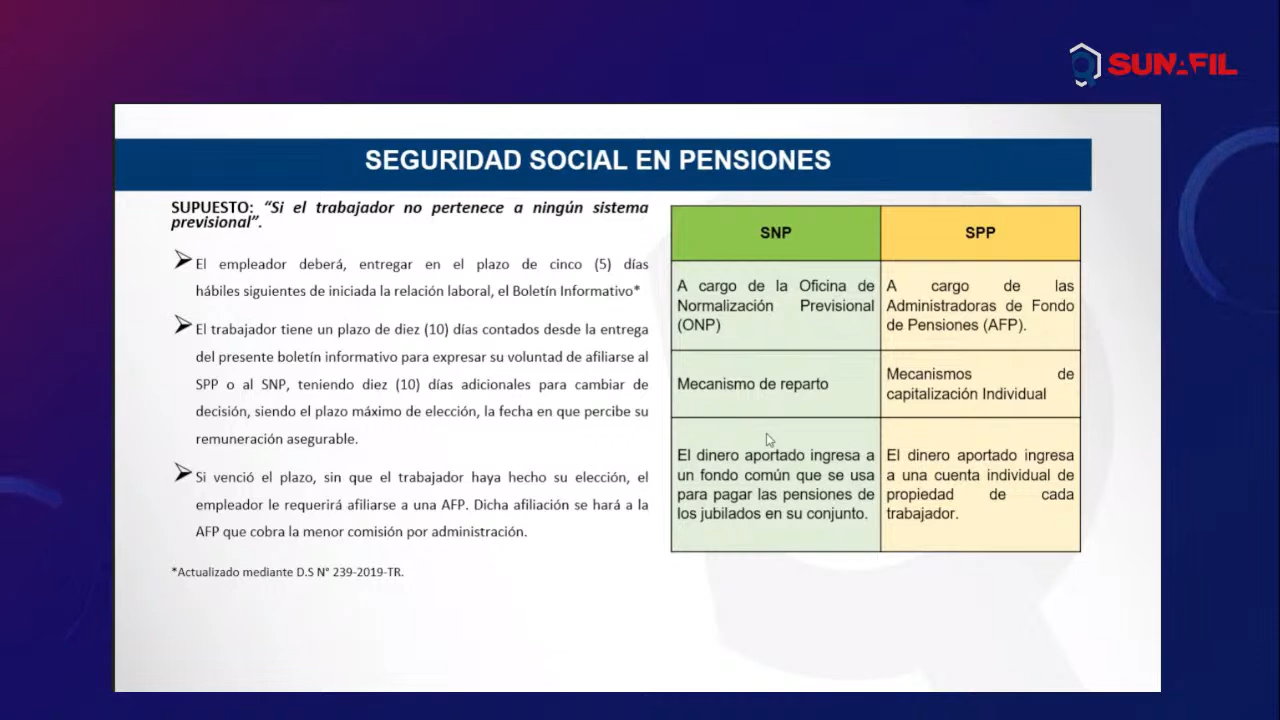 SUNAFIL
SEGURIDAD SOCIAL EN PENSIONES
SUPUESTO: “Si el trabajador no pertenece a ningún sistema
previsional”.
El empleador deberá, entregar en el plazo de cinco (5) días
hábiles siguientes de iniciada la relación laboral, el Boletín Informativo*
El trabajador tiene un plazo de diez (10) días contados desde la entrega
del presente boletín informativo para expresar su voluntad de afiliarse al
SPP o al SNP, teniendo diez (10) días adicionales para cambiar de
decisión, siendo el plazo máximo de elección, la fecha en que percibe su
remuneración asegurable.
Si venció el plazo, sin que el trabajador haya hecho su elección, el
empleador le requerirá afiliarse a una AFP. Dicha afiliación se hará a la
AFP que cobra la menor comisión por administración.
*Actualizado mediante D.S N° 239-2019-TR.
SNP
SPP
A cargo de la Oficina de
Normalización Previsional
(ONP)
A cargo de las
Administradoras de Fondo
de Pensiones (AFP).
Mecanismo de reparto
Mecanismos de
capitalización Individual
El dinero aportado ingresa a
un fondo común que se usa
para pagar las pensiones de
los jubilados en su conjunto.
El dinero aportado ingresa
a una cuenta individual de
propiedad de cada
trabajador.